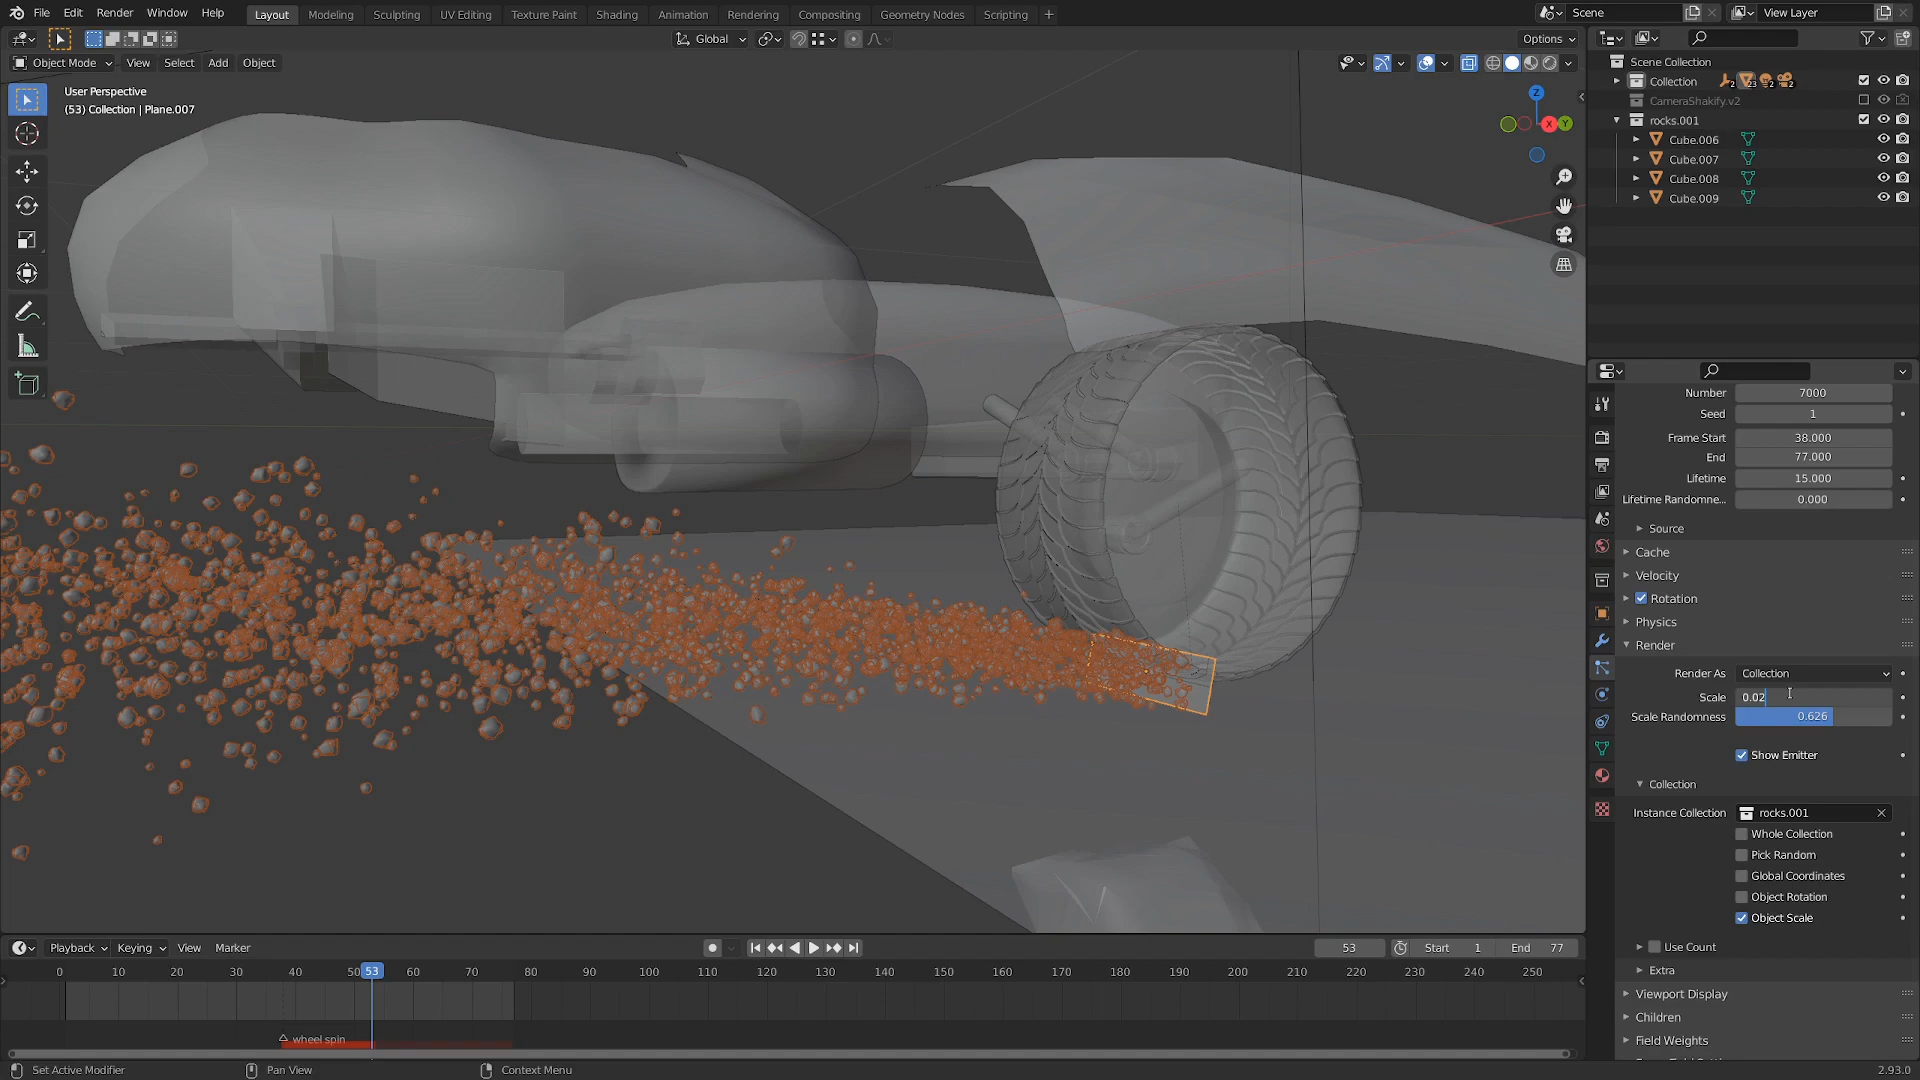 File Edit Render Window Help
Layout Modeling Sculpting UV Editing Texture Paint Shading Animation Rendering Compositing Geometry Nodes Scripting +
Scene
View Layer
Global
Options
Object Mode View Select Add Object
User Perspective
(53) Collection | Plane.007
Z
X
Y
Scene Collection
Collection 2 23 2 2
CameraShakify.v2
rocks.001
Cube.006
Cube.007
Cube.008
Cube.009
Number 7000
Seed 1
Frame Start 38.000
End 77.000
Lifetime 15.000
Lifetime Randomne... 0.000
Source
Cache
Velocity
Rotation
Physics
Render
Render As Collection
Scale 0.02
Scale Randomness 0.626
Show Emitter
Collection
Instance Collection rocks.001
Whole Collection
Pick Random
Global Coordinates
Object Rotation
Object Scale
Use Count
Extra
Viewport Display
Children
Field Weights
Playback Keying View Marker
53 Start 1 End 77
0 10 20 30 40 50 53 60 70 80 90 100 110 120 130 140 150 160 170 180 190 200 210 220 230 240 250
wheel spin
Set Active Modifier Pan View Context Menu 2.93.0